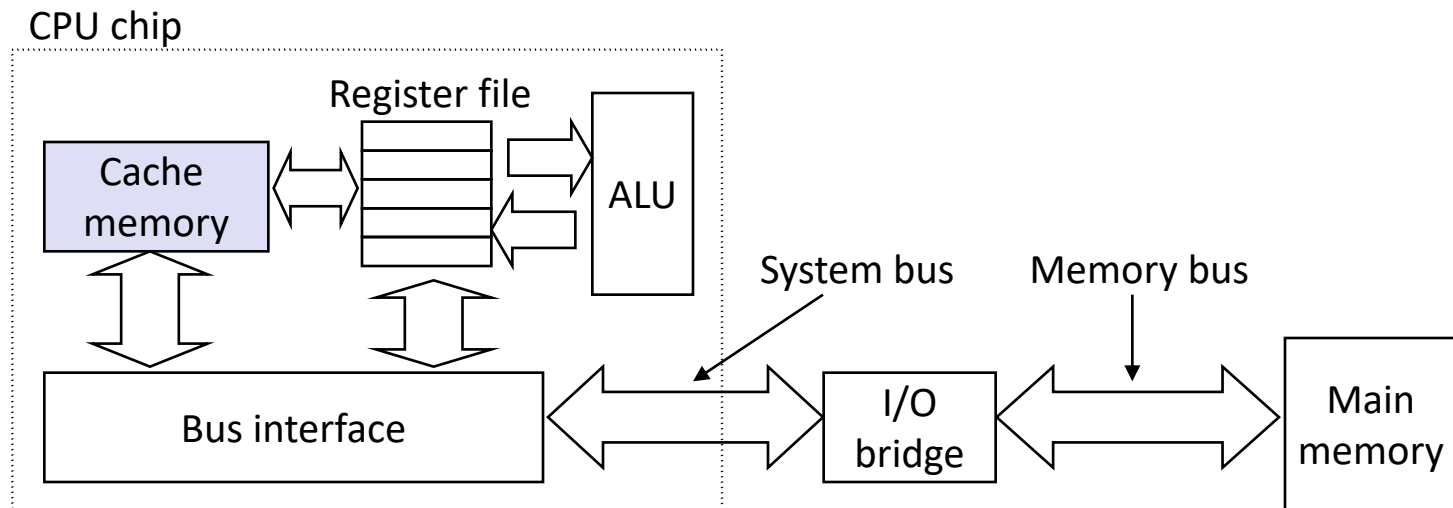 CPU chip
Register file
Cache
memory
ALU
System bus
Memory bus
Bus interface
I/O
bridge
Main
memory